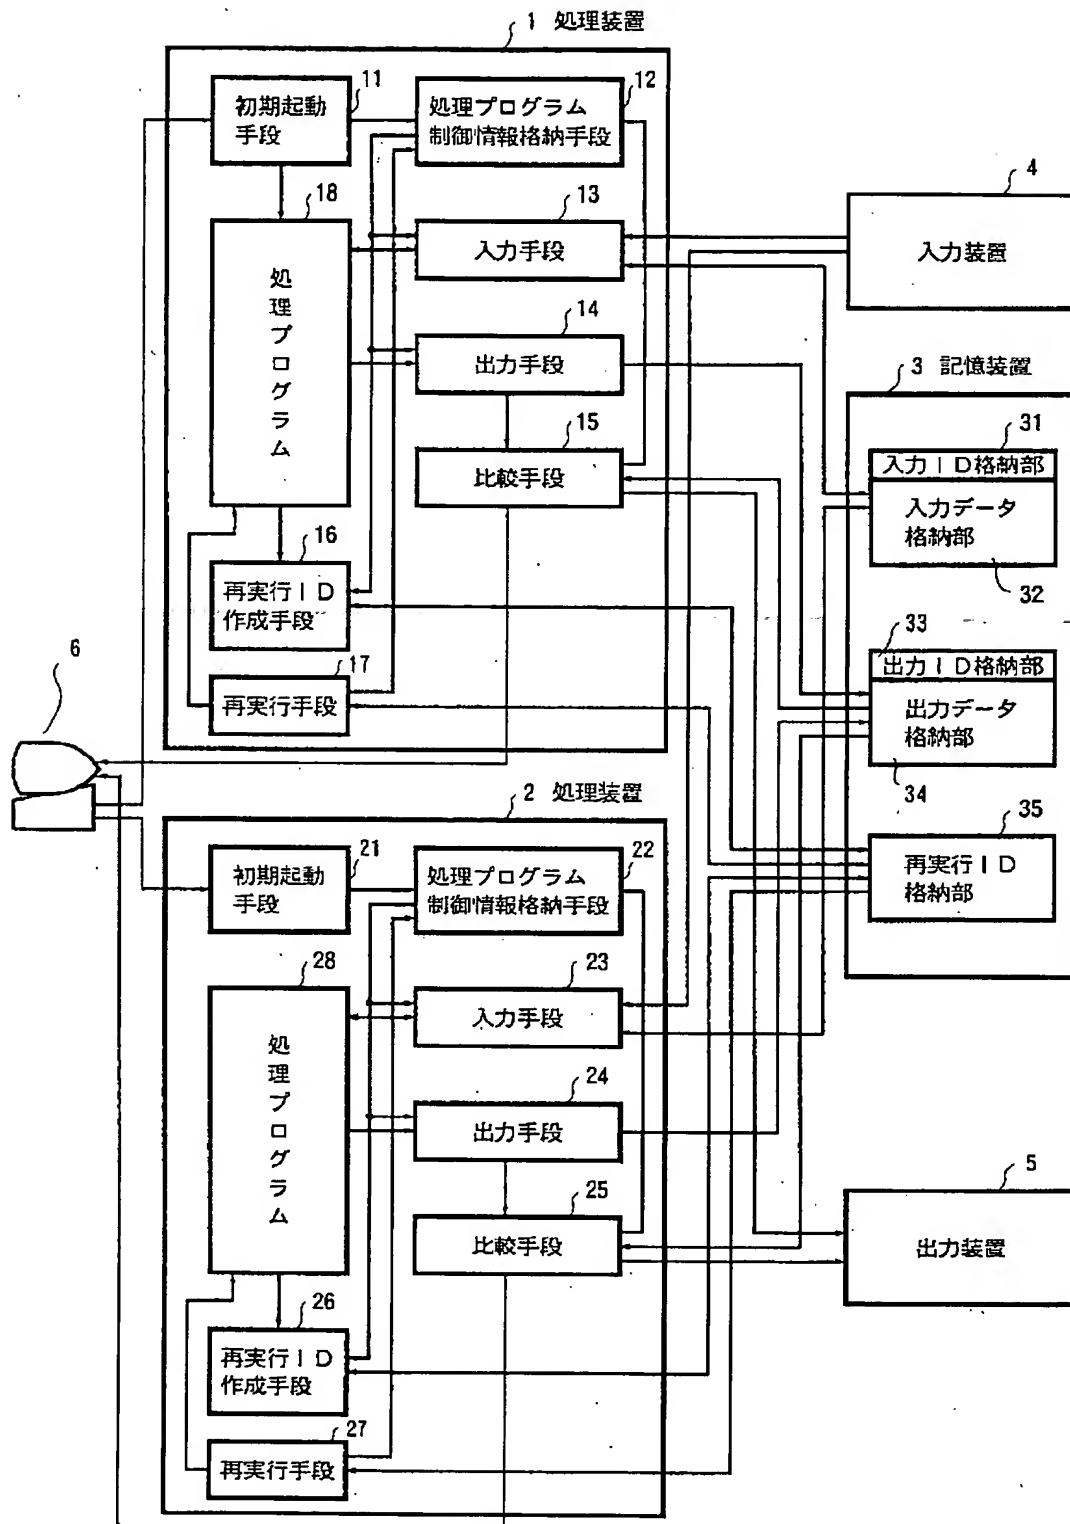 1 処理装置
11
初期起動
手段
12
処理プログラム
制御情報格納手段
18
処理プログラム
13
入力手段
14
出力手段
15
比較手段
16
再実行ID
作成手段
17
再実行手段
4
入力装置
3 記憶装置
31
入力ID格納部
入力データ
格納部
32
33
出力ID格納部
出力データ
格納部
34
35
再実行ID
格納部
6
2 処理装置
21
初期起動
手段
22
処理プログラム
制御情報格納手段
28
処理プログラム
23
入力手段
24
出力手段
25
比較手段
26
再実行ID
作成手段
27
再実行手段
5
出力装置